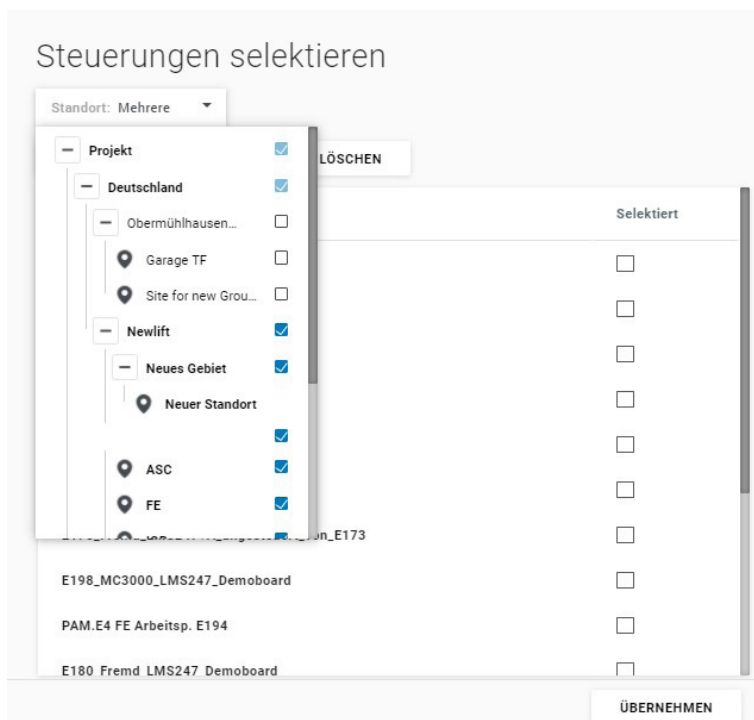 Steuerungen selektieren
Standort: Mehrere
LÖSCHEN
Projekt
Deutschland
Obermühlhausen...
Garage TF
Site for new Grou...
Newlift
Neues Gebiet
Neuer Standort
ASC
FE
Selektiert
E198_MC3000_LMS247_Demoboard
PAM.E4 FE Arbeitsp. E194
E180_Fremd_LMS247_Demoboard
ÜBERNEHMEN